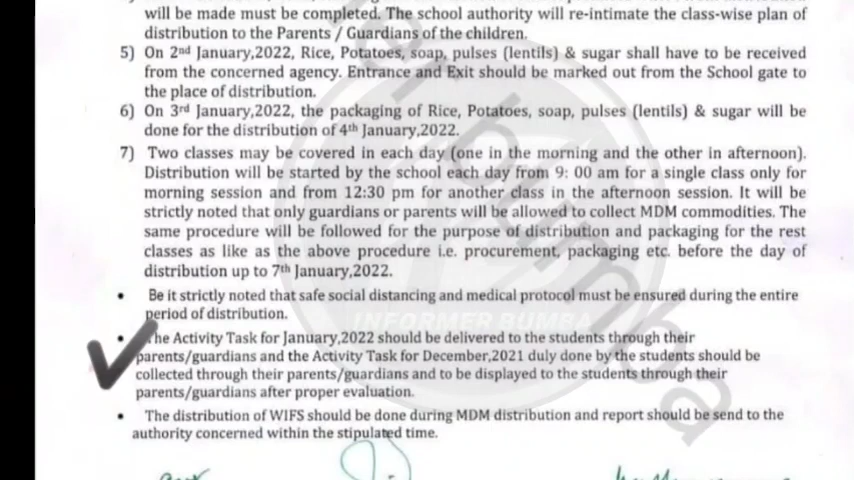 will be made must be completed. The school authority will re-intimate the class-wise plan of
distribution to the Parents / Guardians of the children.
5) On 2nd January,2022, Rice, Potatoes, soap, pulses (lentils) & sugar shall have to be received
from the concerned agency. Entrance and Exit should be marked out from the School gate to
the place of distribution.
6) On 3rd January,2022, the packaging of Rice, Potatoes, soap, pulses (lentils) & sugar will be
done for the distribution of 4th January,2022.
7) Two classes may be covered in each day (one in the morning and the other in afternoon).
Distribution will be started by the school each day from 9: 00 am for a single class only for
morning session and from 12:30 pm for another class in the afternoon session. It will be
strictly noted that only guardians or parents will be allowed to collect MDM commodities. The
same procedure will be followed for the purpose of distribution and packaging for the rest
classes as like as the above procedure i.e. procurement, packaging etc. before the day of
distribution up to 7th January,2022.
• Be it strictly noted that safe social distancing and medical protocol must be ensured during the entire
period of distribution.
INFORMER BUMBA
• The Activity Task for January,2022 should be delivered to the students through their
parents/guardians and the Activity Task for December,2021 duly done by the students should be
collected through their parents/guardians and to be displayed to the students through their
parents/guardians after proper evaluation.
• The distribution of WIFS should be done during MDM distribution and report should be send to the
authority concerned within the stipulated time.